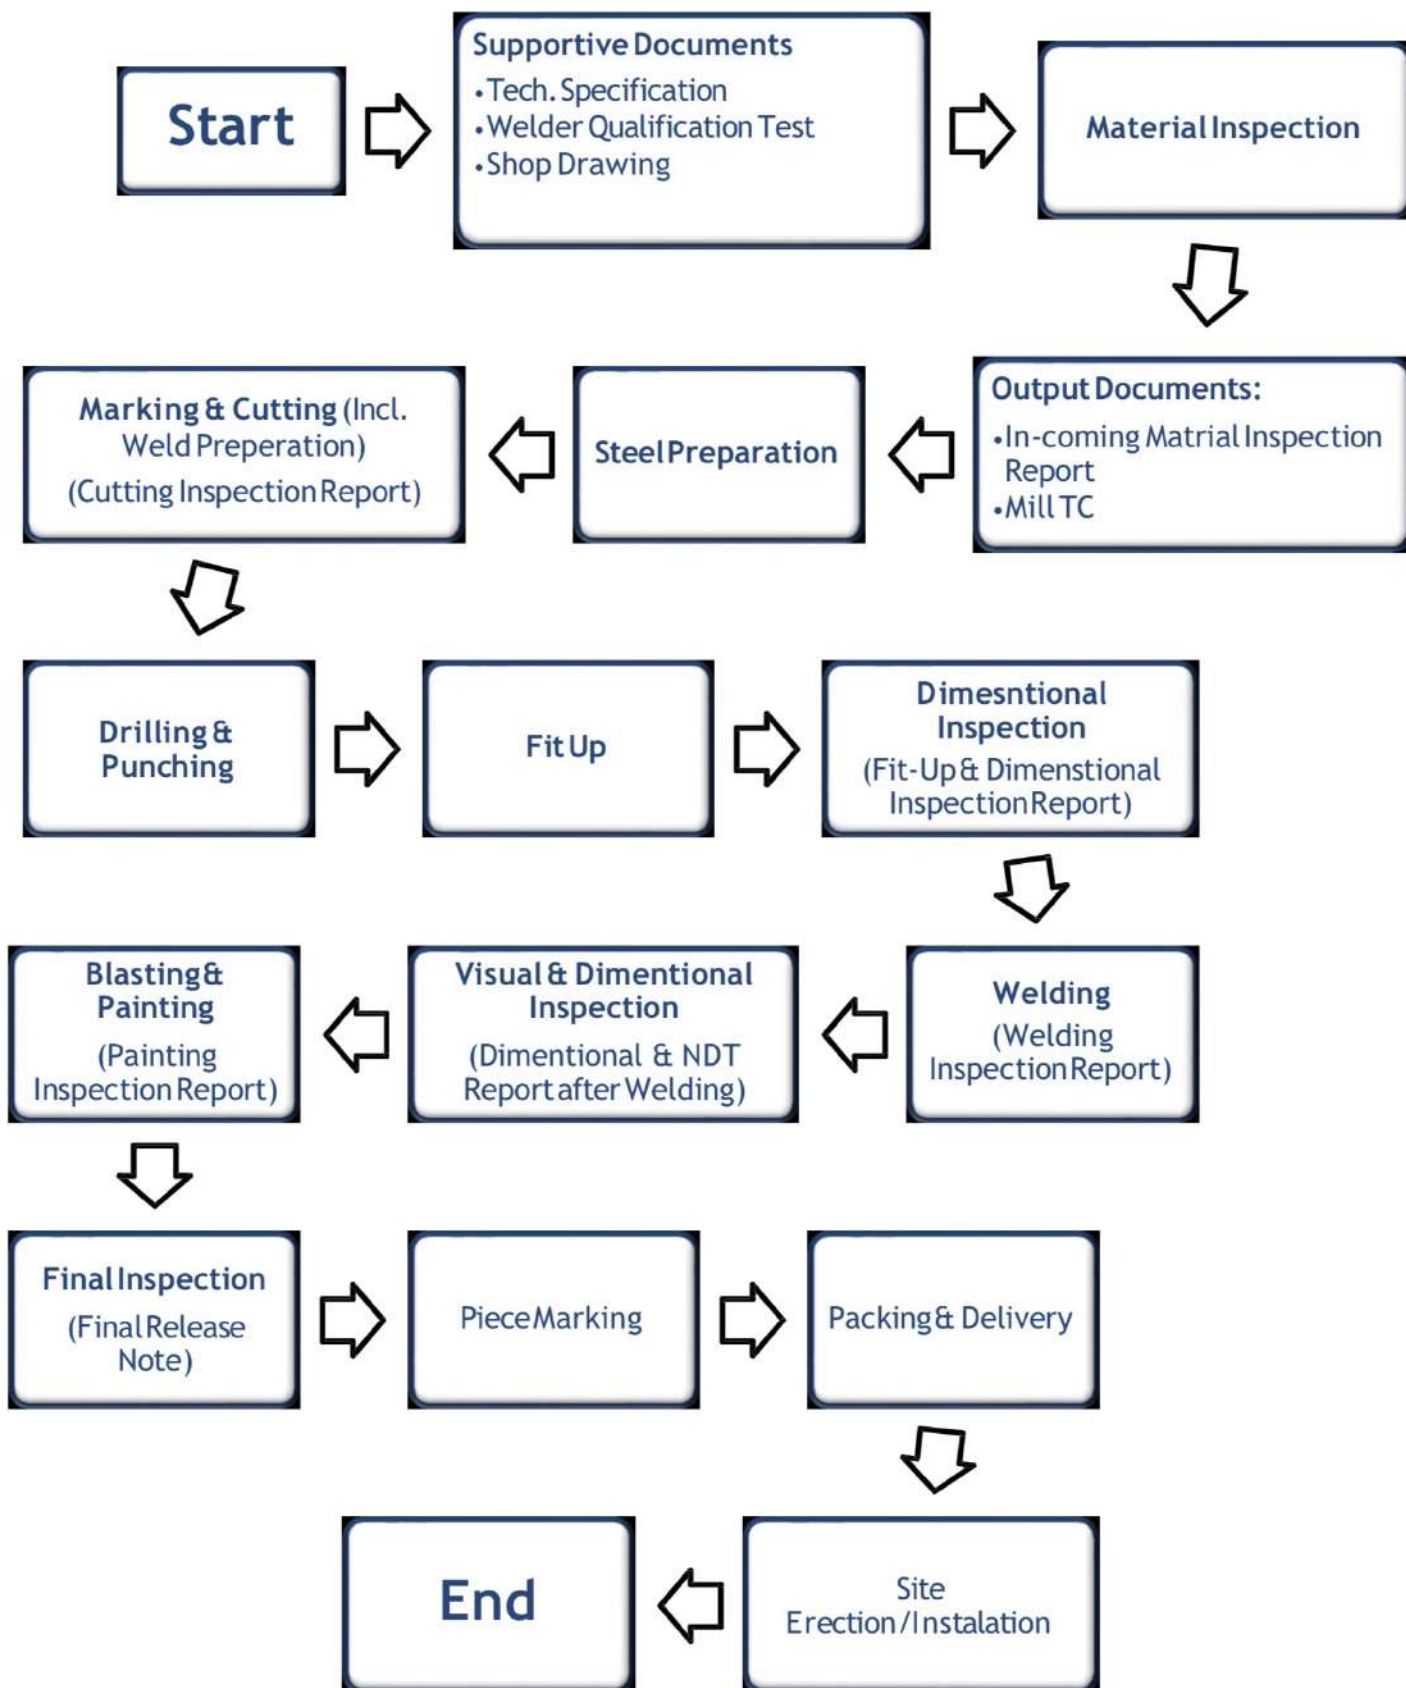 Start
Supportive Documents
•Tech. Specification
•Welder Qualification Test
•Shop Drawing
Material Inspection
Output Documents:
•In-coming Matrial Inspection
Report
•Mill TC
Steel Preparation
Marking & Cutting (Incl.
Weld Preperation)
(Cutting Inspection Report)
Drilling &
Punching
Fit Up
Dimesntional
Inspection
(Fit-Up & Dimenstional
Inspection Report)
Welding
(Welding
Inspection Report)
Visual & Dimentional
Inspection
(Dimentional & NDT
Report after Welding)
Blasting &
Painting
(Painting
Inspection Report)
Final Inspection
(Final Release
Note)
Piece Marking
Packing & Delivery
Site
Erection/Instalation
End